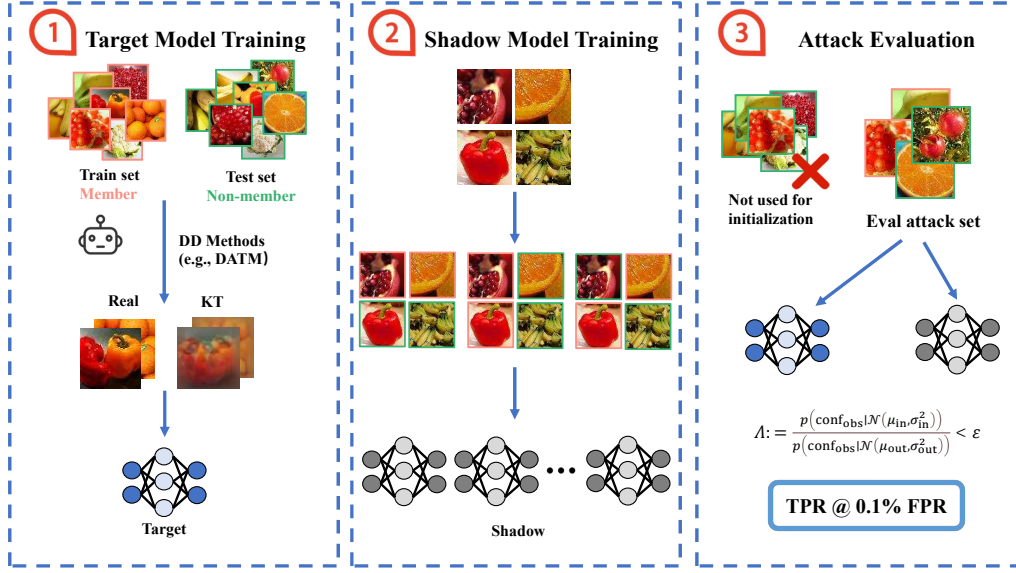 1
Target Model Training
Train set
Member
Test set
Non-member
DD Methods
(e.g., DATM)
Real
KT
Target
2
Shadow Model Training
•••
Shadow
3
Attack Evaluation
Not used for
initialization
Eval attack set
Λ: = p(conf_obs|𝒩(μ_in,σ²_in)) / p(conf_obs|𝒩(μ_out,σ²_out)) < ε
TPR @ 0.1% FPR